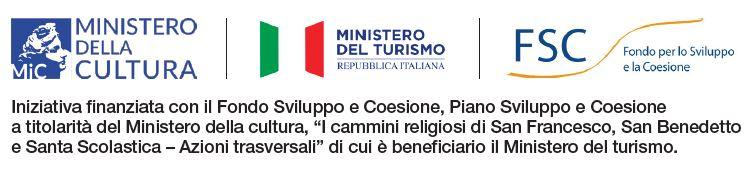 MINISTERO
DELLA
CULTURA
MiC
MINISTERO
DEL TURISMO
REPUBBLICA ITALIANA
FSC
Fondo per lo Sviluppo
e la Coesione
Iniziativa finanziata con il Fondo Sviluppo e Coesione, Piano Sviluppo e Coesione
a titolarità del Ministero della cultura, “I cammini religiosi di San Francesco, San Benedetto
e Santa Scolastica – Azioni trasversali” di cui è beneficiario il Ministero del turismo.